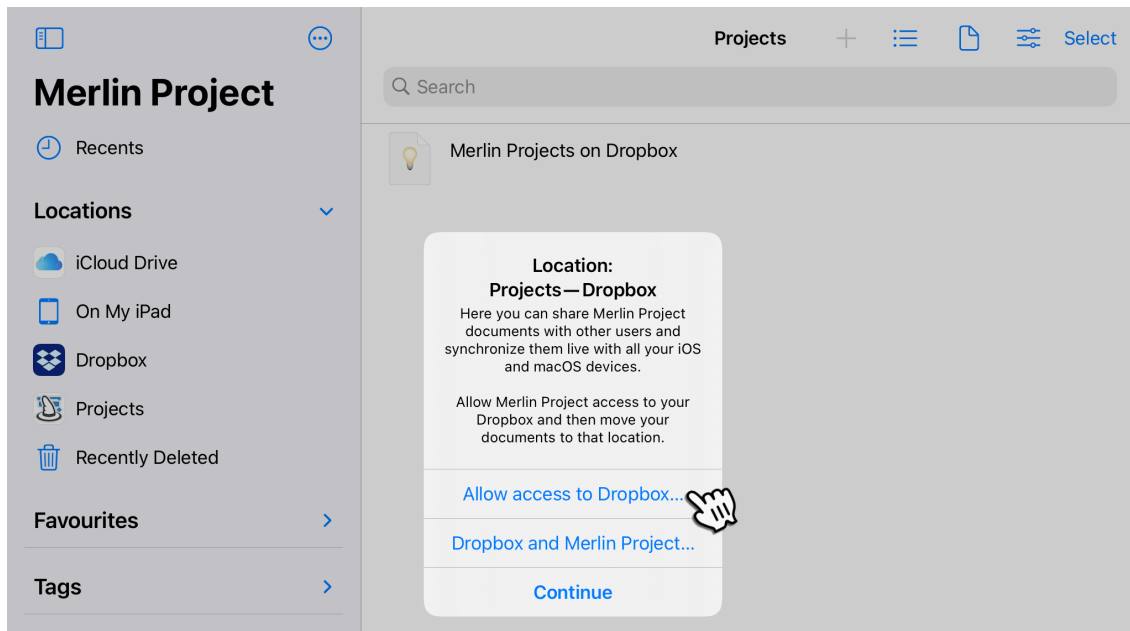 Merlin Project
Recents
Locations
iCloud Drive
On My iPad
Dropbox
Projects
Recently Deleted
Favourites
Tags
Projects
Select
Search
Merlin Projects on Dropbox
Location:
Projects—Dropbox
Here you can share Merlin Project
documents with other users and
synchronize them live with all your iOS
and macOS devices.
Allow Merlin Project access to your
Dropbox and then move your
documents to that location.
Allow access to Dropbox...
Dropbox and Merlin Project...
Continue